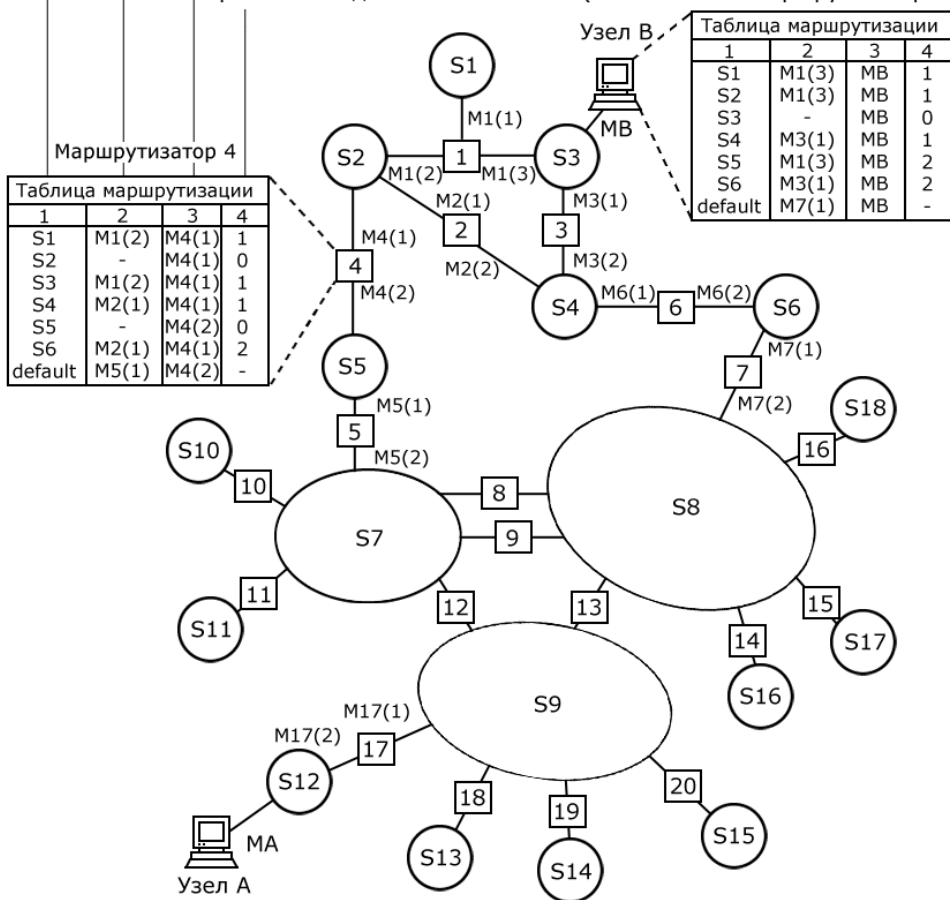 Узел B
Таблица маршрутизации
1 2 3 4
S1 M1(3) MB 1
S2 M1(3) MB 1
S3 - MB 0
S4 M3(1) MB 1
S5 M1(3) MB 2
S6 M3(1) MB 2
default M7(1) MB -
MB
S1
M1(1)
Маршрутизатор 4
Таблица маршрутизации
1 2 3 4
S1 M1(2) M4(1) 1
S2 - M4(1) 0
S3 M1(2) M4(1) 1
S4 M2(1) M4(1) 1
S5 - M4(2) 0
S6 M2(1) M4(1) 2
default M5(1) M4(2) -
S2
1
S3
M1(2)
M1(3)
M2(1)
M3(1)
2
3
M4(1)
4
M2(2)
M3(2)
M4(2)
S4
M6(1)
6
M6(2)
S6
S5
M7(1)
7
M5(1)
M7(2)
5
S18
S10
M5(2)
16
10
8
S8
S7
9
11
12
13
15
S11
14
S17
S16
S9
M17(1)
M17(2)
17
S12
20
18
19
MA
S13
S14
S15
Узел A